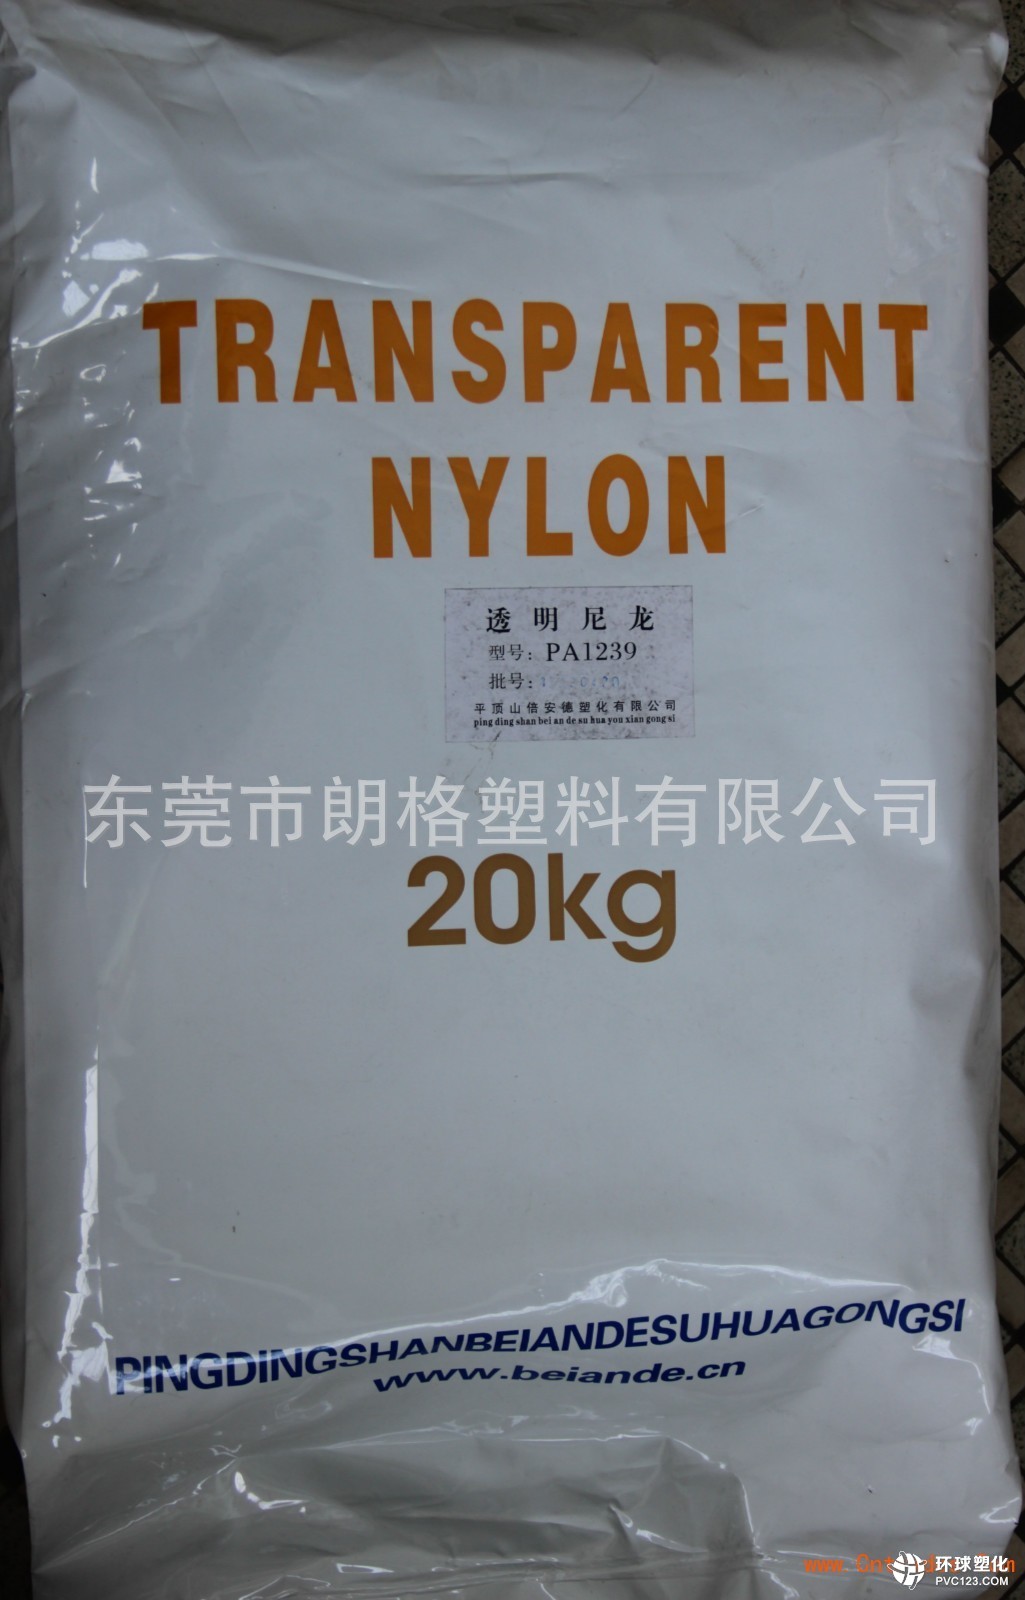 TRANSPARENT
NYLON
透明尼龙
型号: PA1239
批号:
平顶山倍安德塑化有限公司
ping ding shan bei an de su hua you xian gong si
东莞市朗格塑料有限公司
20kg
PINGDINGSHANBEIANDESUHUAGONGSI
www.beiande.cn
环球塑化
PVC123.COM